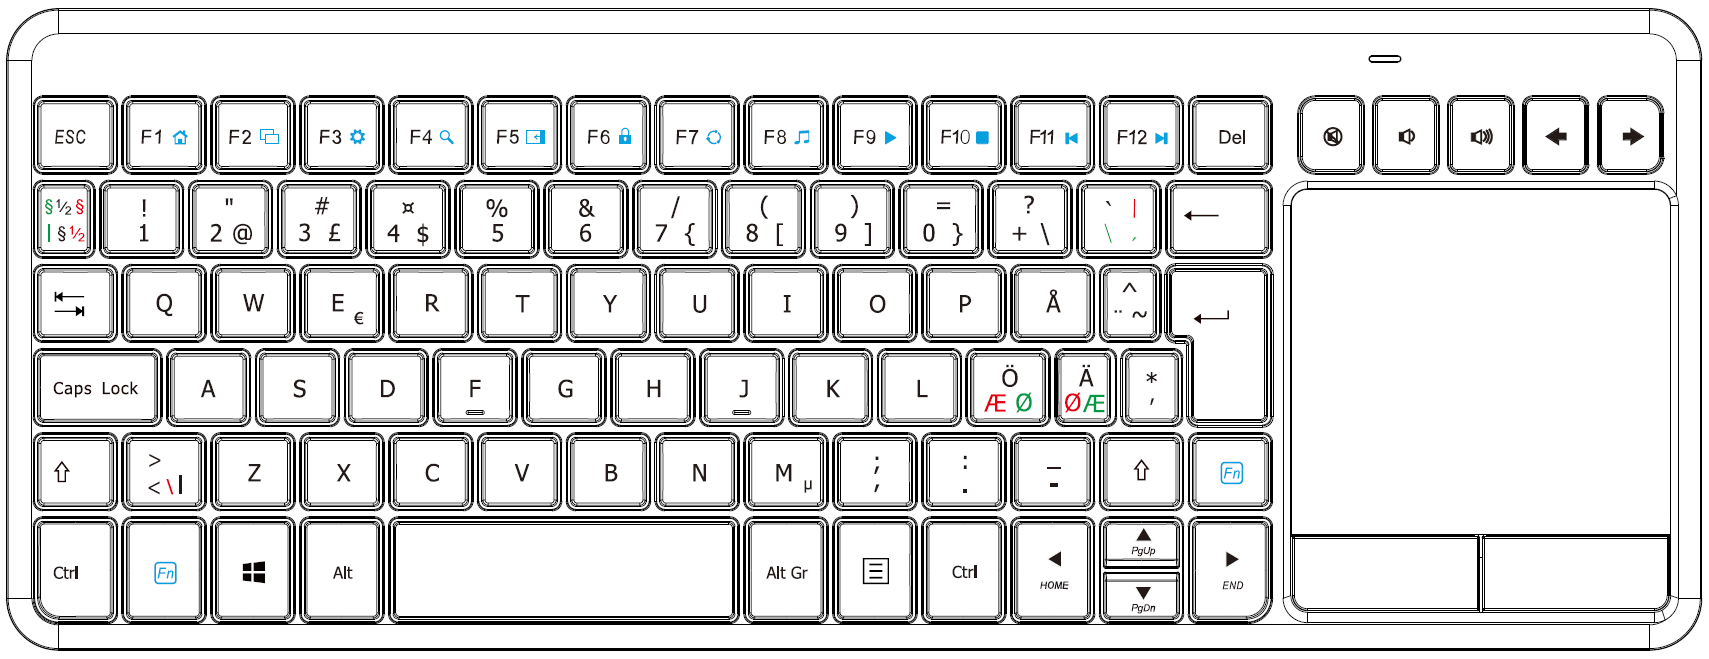 ESC F1 F2 F3 F4 F5 F6 F7 F8 F9 F10 F11 F12 Del
§ ½ § ! " # ¤ % & / ( ) = ? ` |
| § ½ 1 2 @ 3 £ 4 $ 5 6 7 { 8 [ 9 ] 0 } + \ \ ´
Q W E € R T Y U I O P Å ^
¨ ~
Caps Lock A S D F G H J K L Ö Ä *
Æ Ø Ø Æ '
> Z X C V B N M µ ; : _ Fn
< \ | , . -
Ctrl Fn Alt Alt Gr Ctrl HOME PgUp END
PgDn